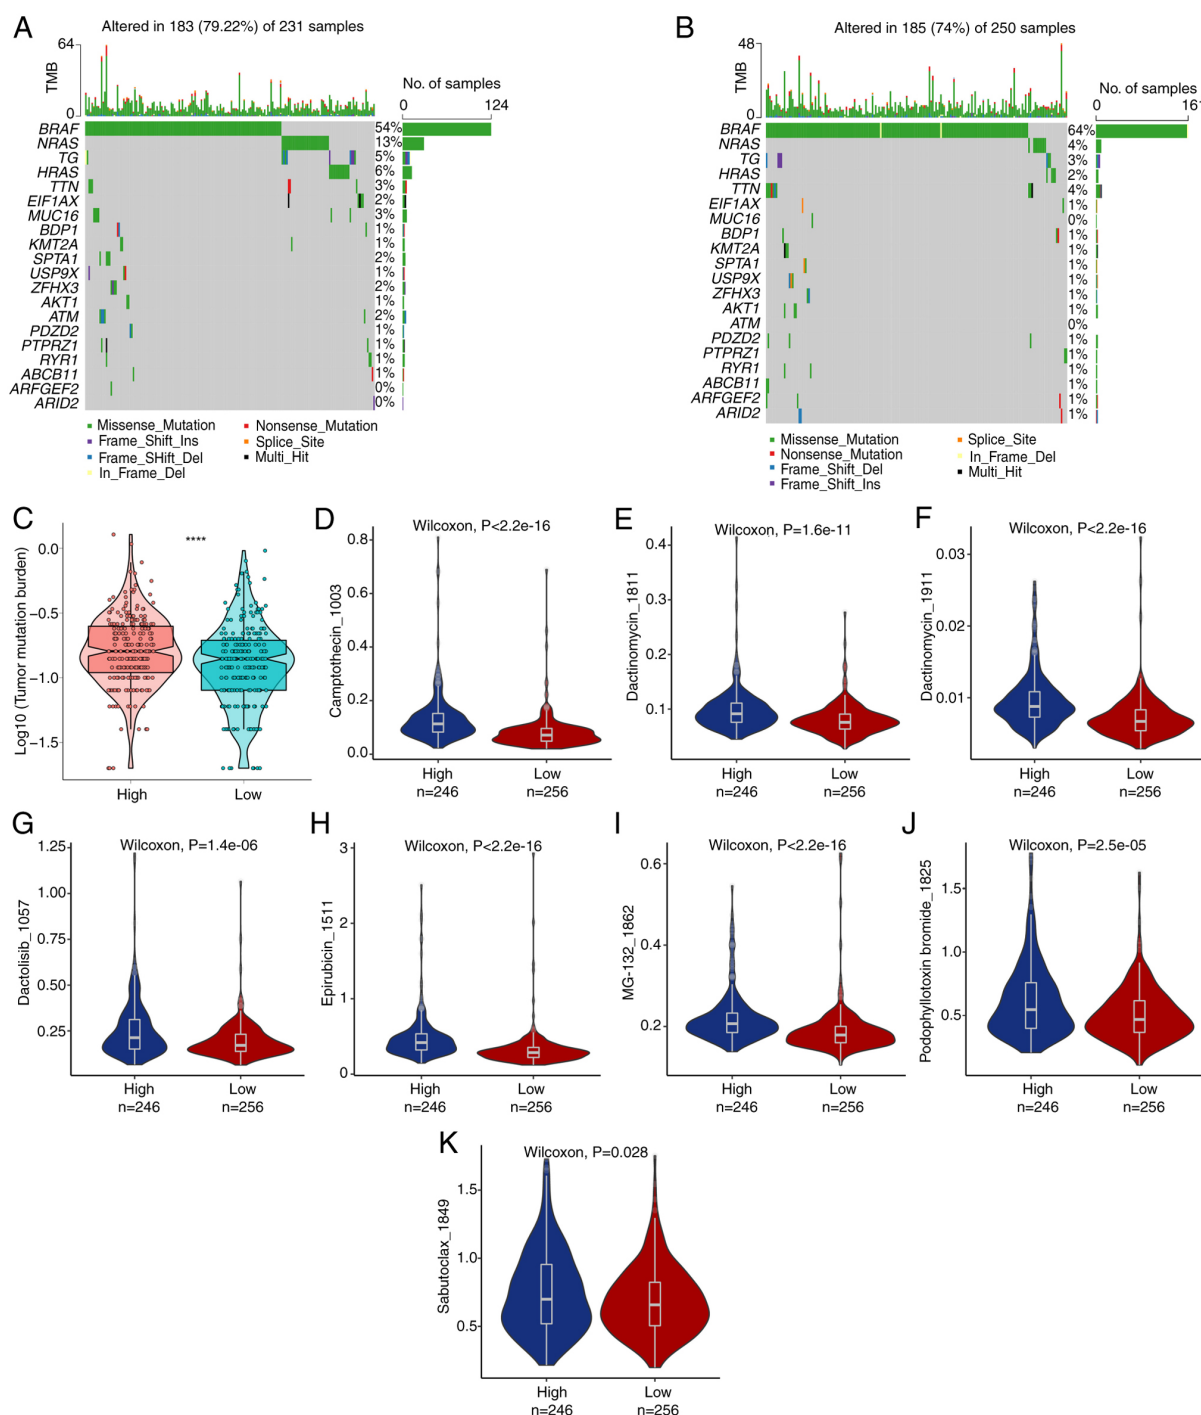 A
Altered in 183 (79.22%) of 231 samples
64
TMB
0
No. of samples
0 124
BRAF 54%
NRAS 13%
TG 5%
HRAS 6%
TTN 3%
EIF1AX 2%
MUC16 3%
BDP1 1%
KMT2A 1%
SPTA1 2%
USP9X 1%
ZFHX3 2%
AKT1 1%
ATM 2%
PDZD2 1%
PTPRZ1 1%
RYR1 1%
ABCB11 1%
ARFGEF2 0%
ARID2 0%
Missense_Mutation
Frame_Shift_Ins
Frame_SHift_Del
In_Frame_Del
Nonsense_Mutation
Splice_Site
Multi_Hit
B
Altered in 185 (74%) of 250 samples
48
TMB
0
No. of samples
0 16
BRAF 64%
NRAS 4%
TG 3%
HRAS 2%
TTN 4%
EIF1AX 1%
MUC16 0%
BDP1 1%
KMT2A 1%
SPTA1 1%
USP9X 1%
ZFHX3 1%
AKT1 1%
ATM 0%
PDZD2 1%
PTPRZ1 1%
RYR1 1%
ABCB11 1%
ARFGEF2 1%
ARID2 1%
Missense_Mutation
Nonsense_Mutation
Frame_Shift_Del
Frame_Shift_Ins
Splice_Site
In_Frame_Del
Multi_Hit
C
Log10 (Tumor mutation burden)
0.0
−0.5
−1.0
−1.5
****
High Low
D
Wilcoxon, P<2.2e-16
Camptothecin_1003
0.8
0.6
0.4
0.2
0.0
High Low
n=246 n=256
E
Wilcoxon, P=1.6e-11
Dactinomycin_1811
0.4
0.3
0.2
0.1
High Low
n=246 n=256
F
Wilcoxon, P<2.2e-16
Dactinomycin_1911
0.03
0.02
0.01
High Low
n=246 n=256
G
Wilcoxon, P=1.4e-06
Dactolisib_1057
1.25
1.00
0.75
0.50
0.25
High Low
n=246 n=256
H
Wilcoxon, P<2.2e-16
Epirubicin_1511
3
2
1
0
High Low
n=246 n=256
I
Wilcoxon, P<2.2e-16
MG-132_1862
0.6
0.4
0.2
High Low
n=246 n=256
J
Wilcoxon, P=2.5e-05
Podophyllotoxin bromide_1825
1.5
1.0
0.5
High Low
n=246 n=256
K
Wilcoxon, P=0.028
Sabutoclax_1849
1.5
1.0
0.5
High Low
n=246 n=256